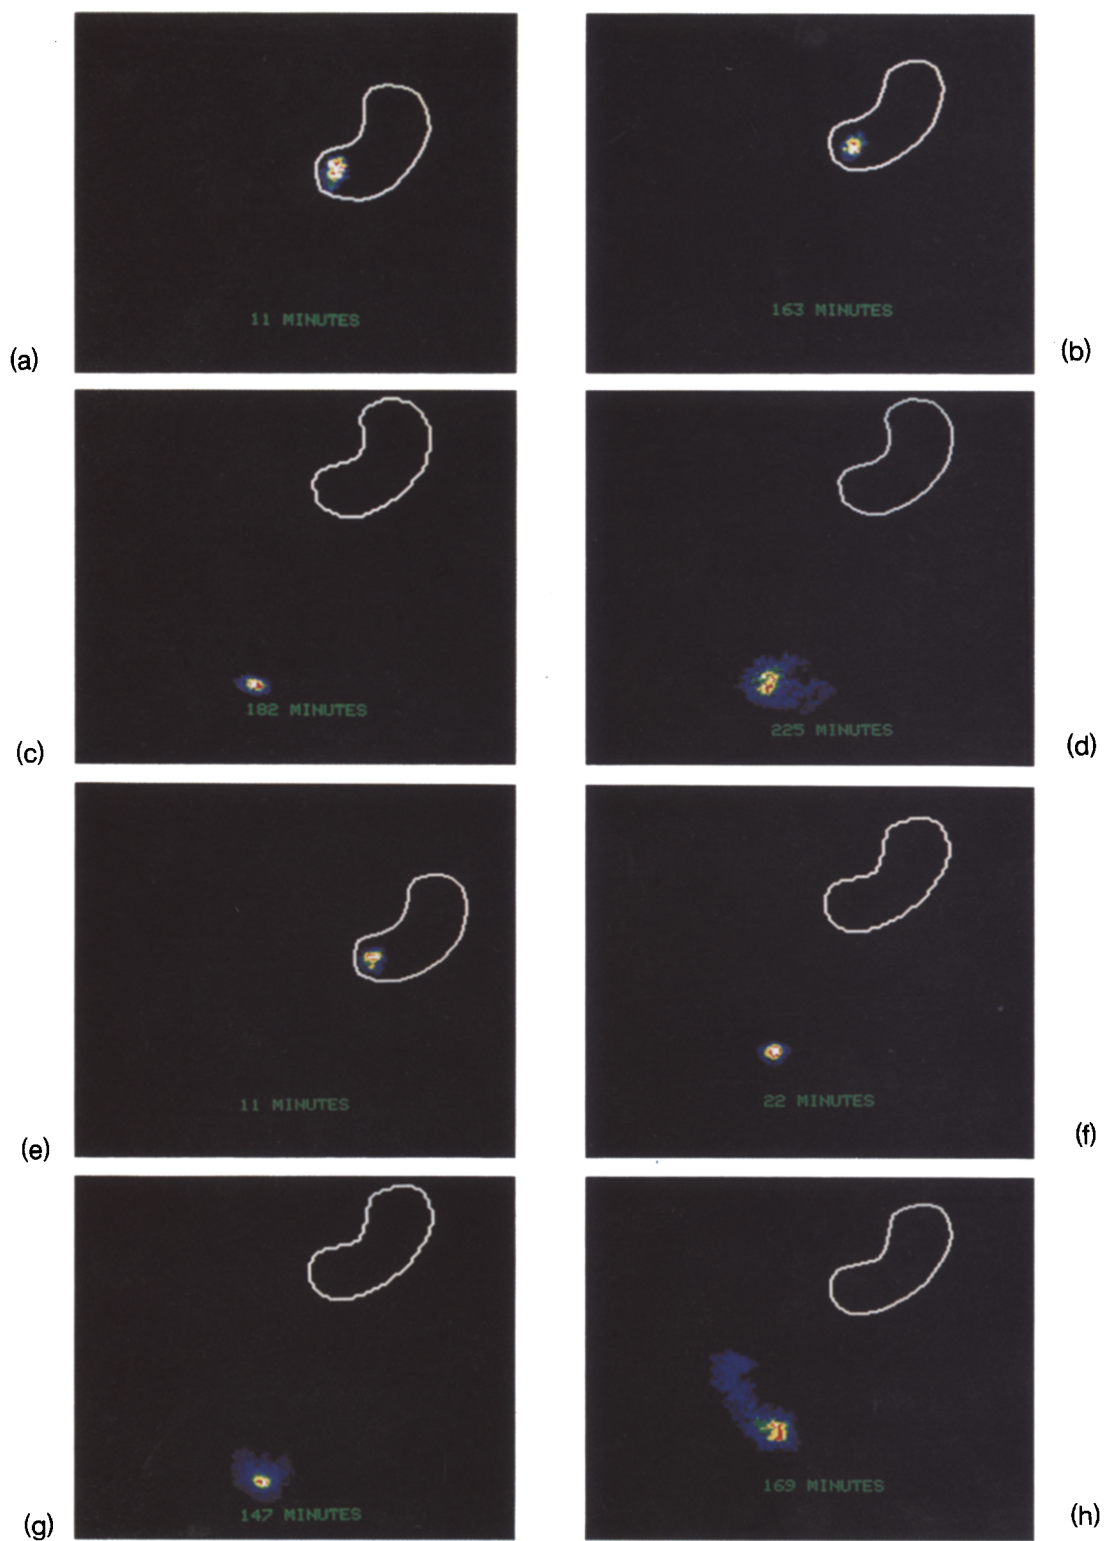 11 MINUTES
163 MINUTES
(a)
(b)
182 MINUTES
225 MINUTES
(c)
(d)
11 MINUTES
22 MINUTES
(e)
(f)
147 MINUTES
169 MINUTES
(g)
(h)